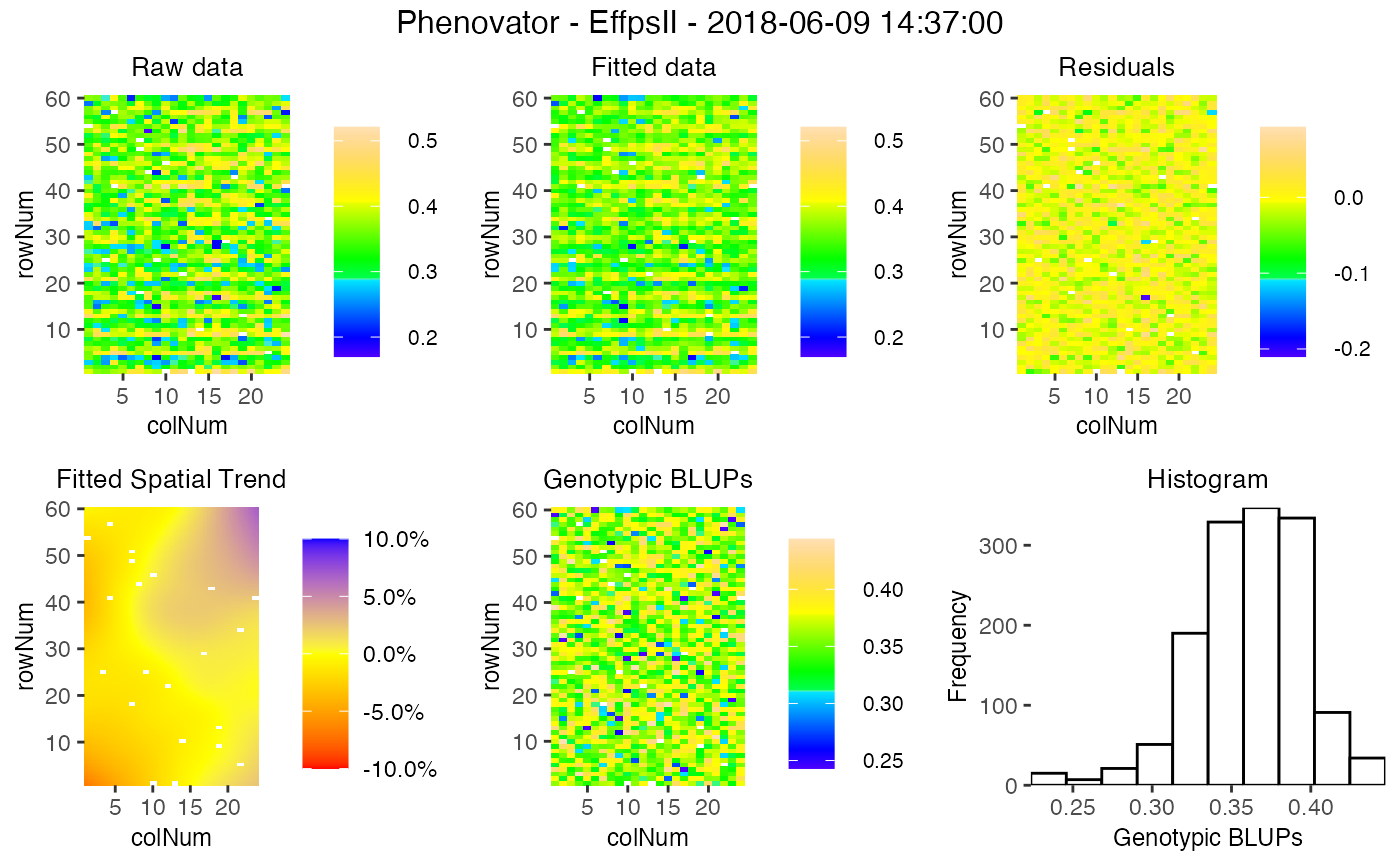 Phenovator - EffpsII - 2018-06-09 14:37:00
Raw data
60
50
40
30
20
10
rowNum
5 10 15 20
colNum
0.5
0.4
0.3
0.2
Fitted data
60
50
40
30
20
10
rowNum
5 10 15 20
colNum
0.5
0.4
0.3
0.2
Residuals
60
50
40
30
20
10
rowNum
5 10 15 20
colNum
0.0
-0.1
-0.2
Fitted Spatial Trend
60
50
40
30
20
10
rowNum
5 10 15 20
colNum
10.0%
5.0%
0.0%
-5.0%
-10.0%
Genotypic BLUPs
60
50
40
30
20
10
rowNum
5 10 15 20
colNum
0.40
0.35
0.30
0.25
Histogram
300
200
100
0
Frequency
0.25 0.30 0.35 0.40
Genotypic BLUPs